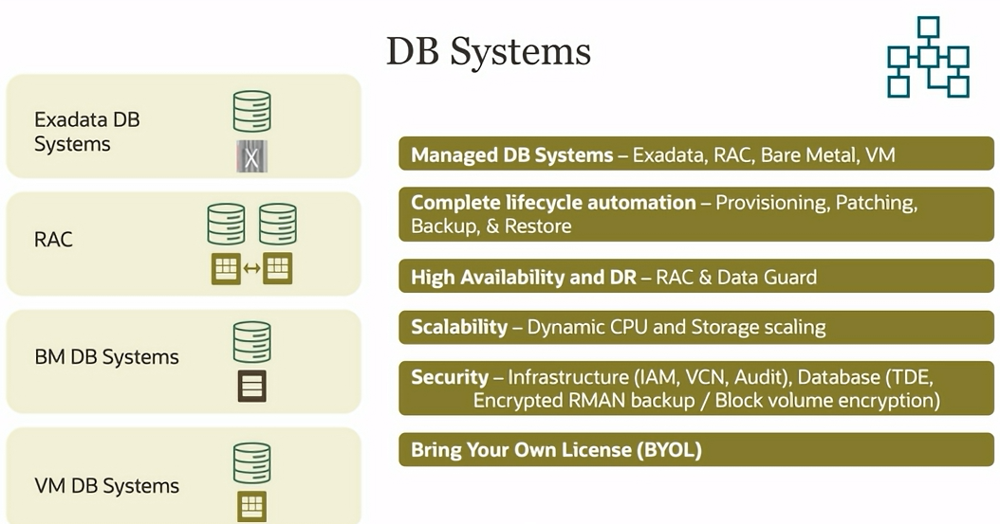 DB Systems
Exadata DB
Systems
X
RAC
BM DB Systems
VM DB Systems
Managed DB Systems – Exadata, RAC, Bare Metal, VM
Complete lifecycle automation – Provisioning, Patching,
Backup, & Restore
High Availability and DR – RAC & Data Guard
Scalability – Dynamic CPU and Storage scaling
Security – Infrastructure (IAM, VCN, Audit), Database (TDE,
Encrypted RMAN backup / Block volume encryption)
Bring Your Own License (BYOL)